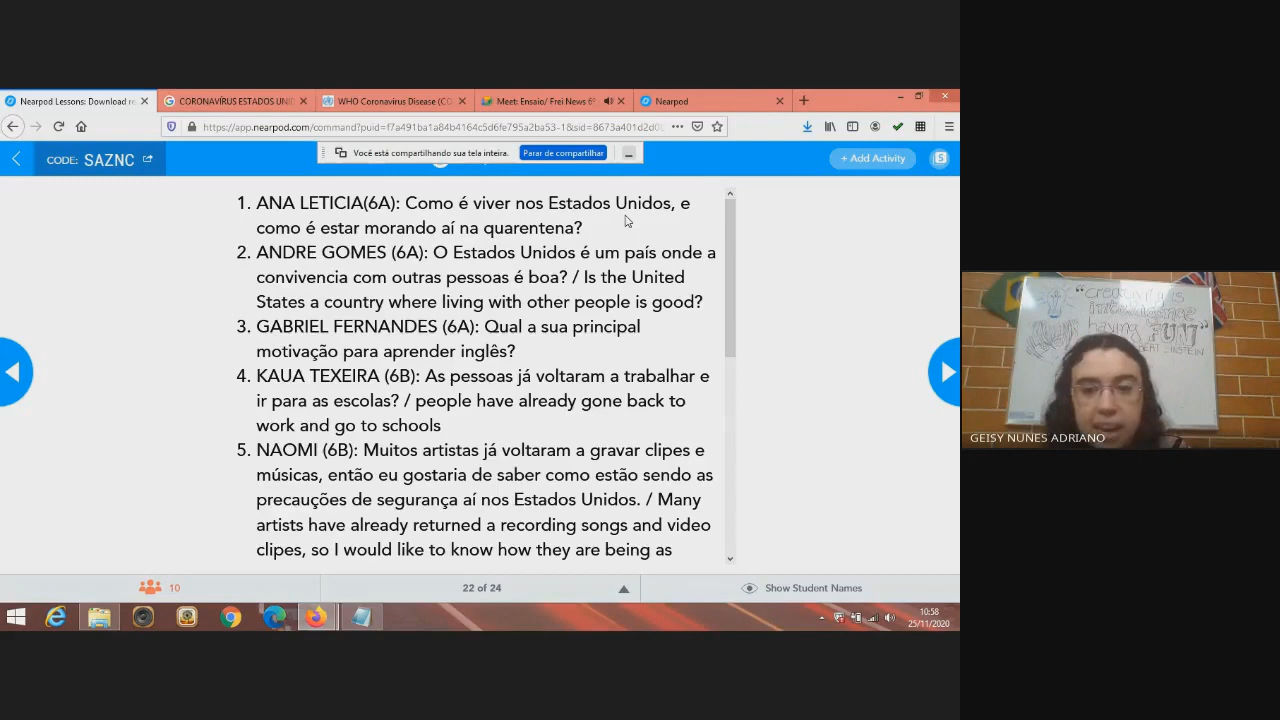 Nearpod Lessons: Download re
CORONAVÍRUS ESTADOS UNI
WHO Coronavirus Disease (CO
Meet: Ensaio/ Frei News 6º
Nearpod
https://app.nearpod.com/command?puid=f7a491b1a84b4164c5d6fe795a2ba53-1&sid=8673a401d2d0
CODE: SAZNC
Você está compartilhando sua tela inteira.
Parar de compartilhar
+ Add Activity
S
1. ANA LETICIA(6A): Como é viver nos Estados Unidos, e
como é estar morando aí na quarentena?
2. ANDRE GOMES (6A): O Estados Unidos é um país onde a
convivencia com outras pessoas é boa? / Is the United
States a country where living with other people is good?
3. GABRIEL FERNANDES (6A): Qual a sua principal
motivação para aprender inglês?
4. KAUA TEXEIRA (6B): As pessoas já voltaram a trabalhar e
ir para as escolas? / people have already gone back to
work and go to schools
5. NAOMI (6B): Muitos artistas já voltaram a gravar clipes e
músicas, então eu gostaria de saber como estão sendo as
precauções de segurança aí nos Estados Unidos. / Many
artists have already returned a recording songs and video
clipes, so I would like to know how they are being as
10
22 of 24
Show Student Names
10:58
25/11/2020
"creativity is
intelligence
having FUN"
GEISY NUNES ADRIANO